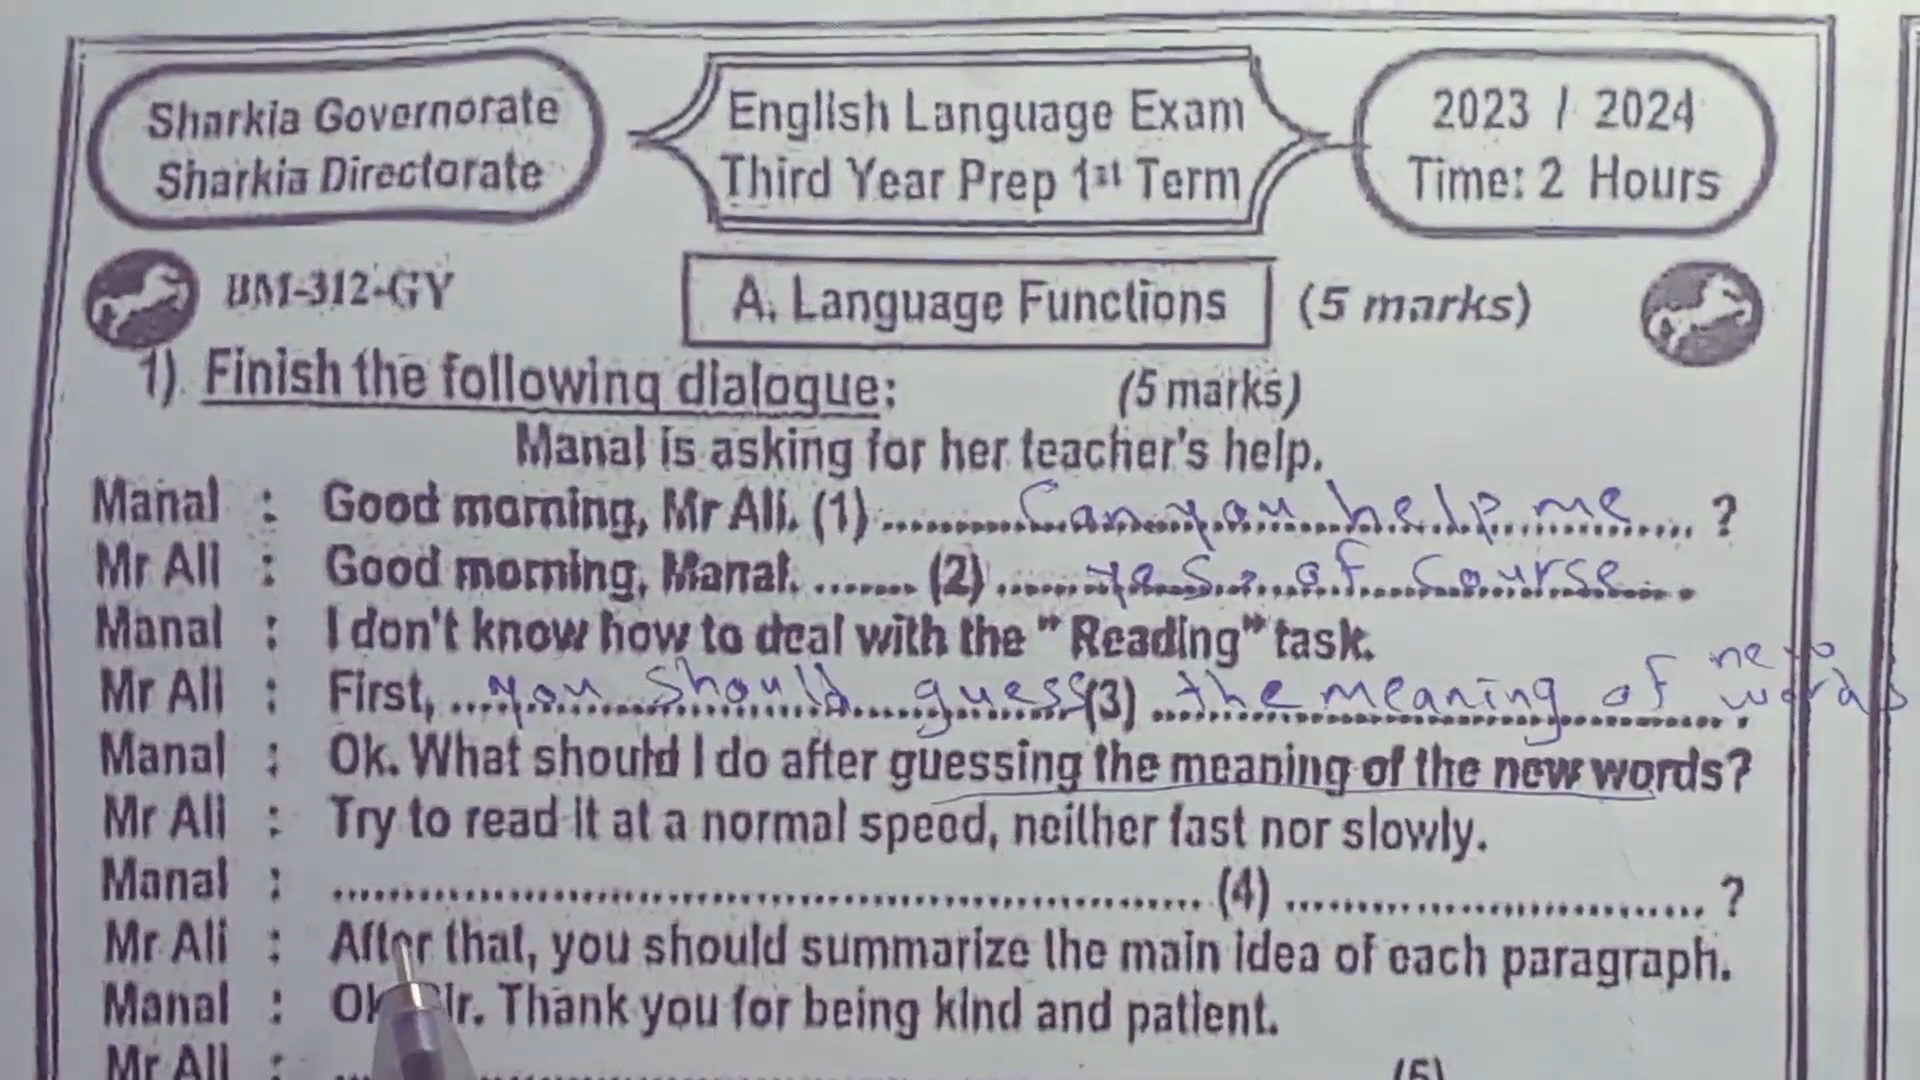 Sharkia Governorate
Sharkia Directorate
English Language Exam
Third Year Prep 1st Term
2023 / 2024
Time: 2 Hours
BM-312-GY
A. Language Functions
(5 marks)
1). Finish the following dialogue: (5 marks)
Manal is asking for her teacher's help.
Manal : Good morning, Mr Ali. (1) ........ Can you help me ........ ?
Mr Ali : Good morning, Manal. ....... (2) ........ yes, of course ........
Manal : I don't know how to deal with the "Reading" task.
Mr Ali : First, .... you should guess (3) the meaning of new words .
Manal : Ok. What should I do after guessing the meaning of the new words?
Mr Ali : Try to read it at a normal speed, neither fast nor slowly.
Manal : ........................ (4) ........................ ?
Mr Ali : After that, you should summarize the main idea of each paragraph.
Manal : Ok Sir. Thank you for being kind and patient.
Mr Ali : ........................ (5)